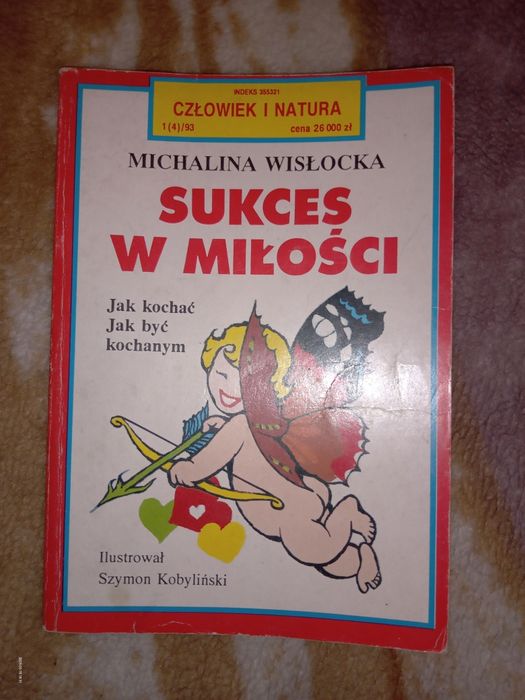 INDEKS 355321
CZŁOWIEK I NATURA
1 (4)/93 cena 26 000 zł
MICHALINA WISŁOCKA
SUKCES
W MIŁOŚCI
Jak kochać
Jak być
kochanym
Ilustrował
Szymon Kobyliński